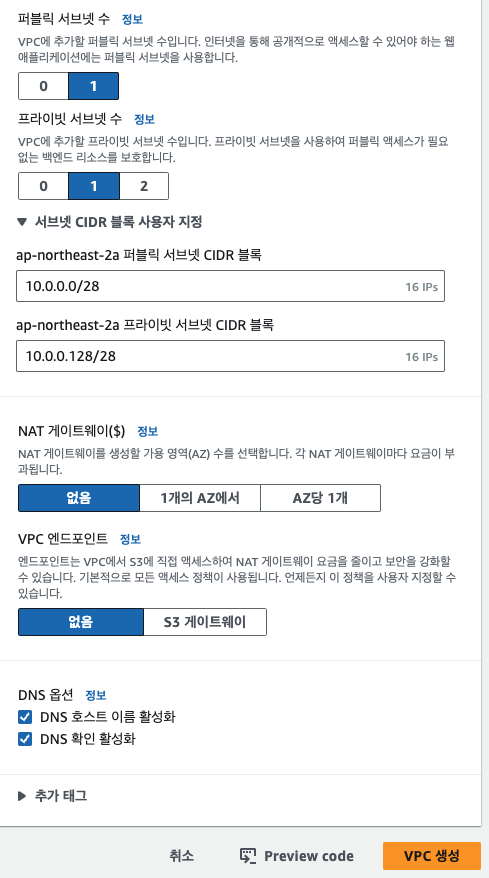 퍼블릭 서브넷 수 정보
VPC에 추가할 퍼블릭 서브넷 수입니다. 인터넷을 통해 공개적으로 액세스할 수 있어야 하는 웹
애플리케이션에는 퍼블릭 서브넷을 사용합니다.
0 1
프라이빗 서브넷 수 정보
VPC에 추가할 프라이빗 서브넷 수입니다. 프라이빗 서브넷을 사용하여 퍼블릭 액세스가 필요
없는 백엔드 리소스를 보호합니다.
0 1 2
서브넷 CIDR 블록 사용자 지정
ap-northeast-2a 퍼블릭 서브넷 CIDR 블록
10.0.0.0/28 16 IPs
ap-northeast-2a 프라이빗 서브넷 CIDR 블록
10.0.0.128/28 16 IPs
NAT 게이트웨이($) 정보
NAT 게이트웨이를 생성할 가용 영역(AZ) 수를 선택합니다. 각 NAT 게이트웨이마다 요금이 부
과됩니다.
없음 1개의 AZ에서 AZ당 1개
VPC 엔드포인트 정보
엔드포인트는 VPC에서 S3에 직접 액세스하여 NAT 게이트웨이 요금을 줄이고 보안을 강화할
수 있습니다. 기본적으로 모든 액세스 정책이 사용됩니다. 언제든지 이 정책을 사용자 지정할 수
있습니다.
없음 S3 게이트웨이
DNS 옵션 정보
DNS 호스트 이름 활성화
DNS 확인 활성화
추가 태그
취소 Preview code VPC 생성